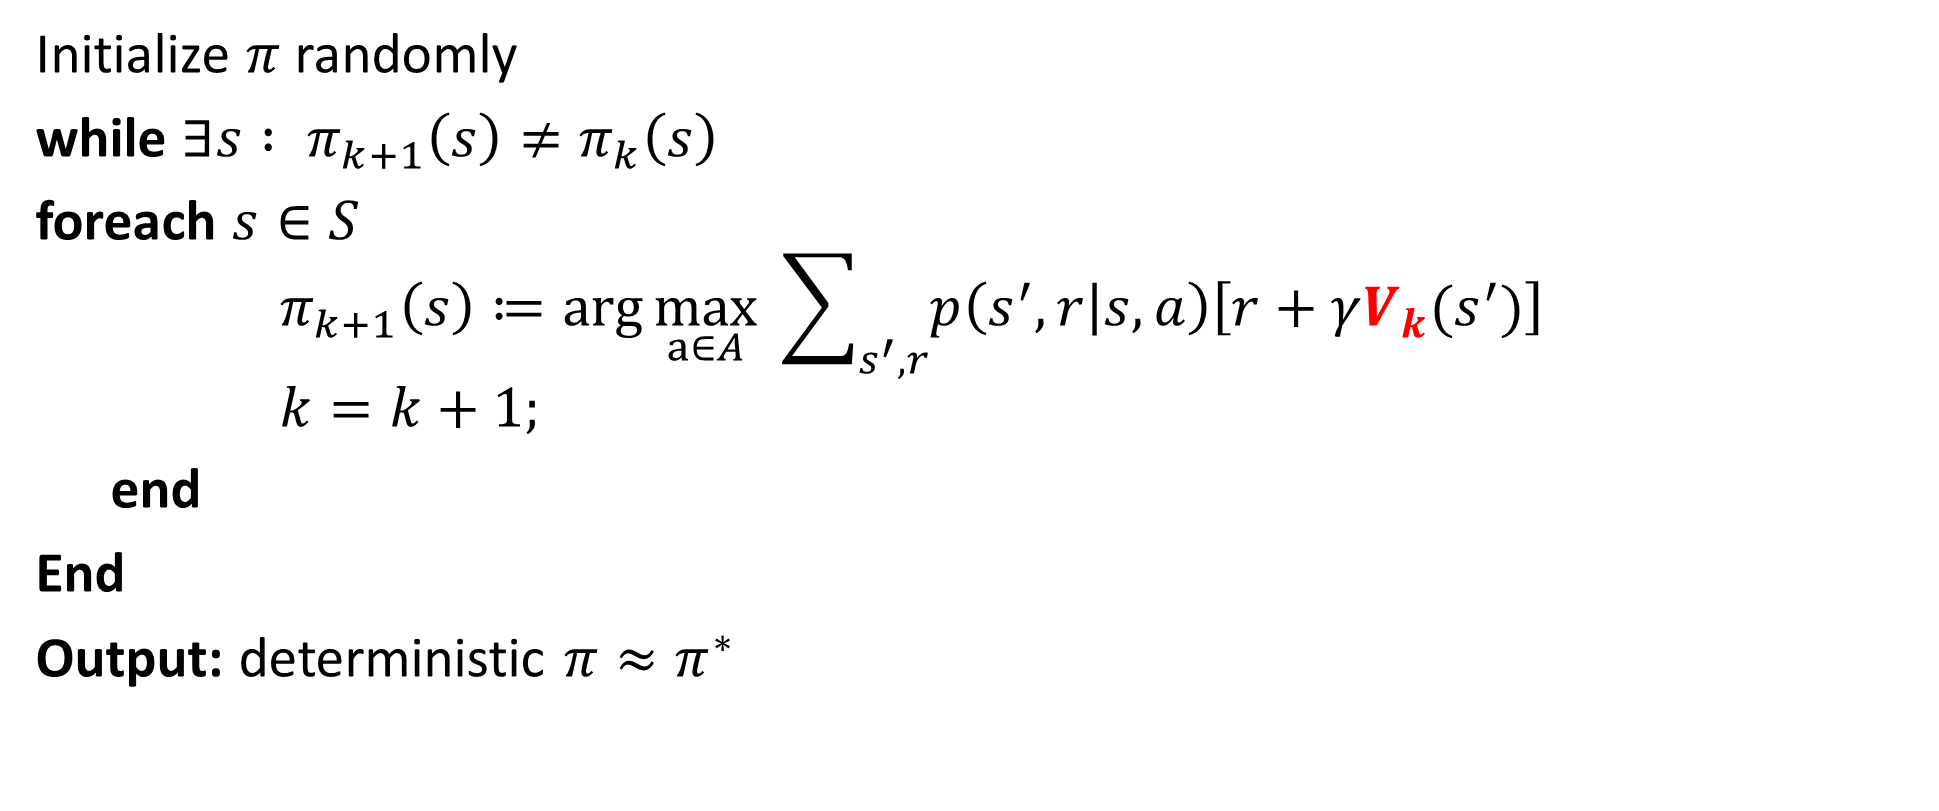 Initialize π randomly
while ∃s : π_{k+1}(s) ≠ π_k(s)
foreach s ∈ S
π_{k+1}(s) ≔ arg max_{a∈A} ∑_{s′,r} p(s′, r|s, a)[r + γV_k(s′)]
k = k + 1;
end
End
Output: deterministic π ≈ π*